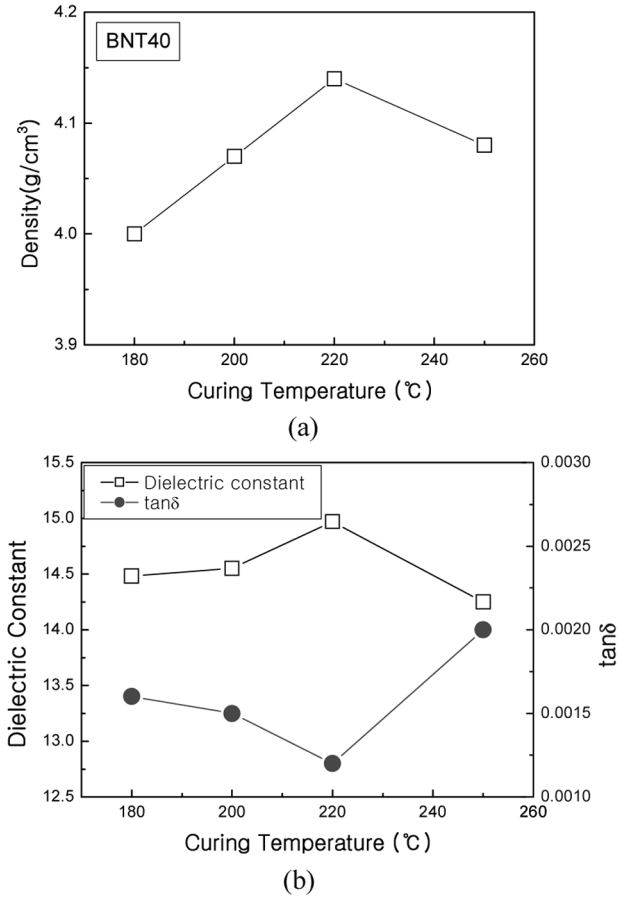 BNT40
4.2
4.1
4.0
3.9
Density(g/cm³)
180 200 220 240 260
Curing Temperature (℃)
(a)
Dielectric constant
tanδ
15.5
15.0
14.5
14.0
13.5
13.0
12.5
Dielectric Constant
0.0030
0.0025
0.0020
0.0015
0.0010
tanδ
180 200 220 240 260
Curing Temperature (℃)
(b)